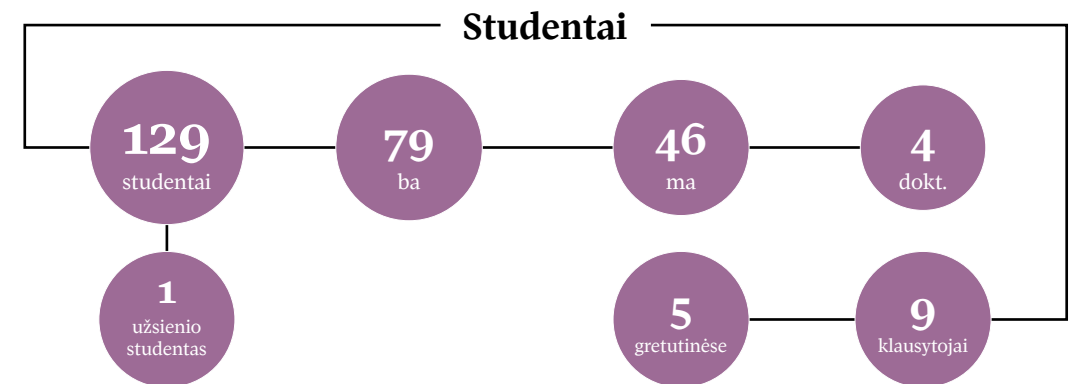 Studentai
129
studentai
79
ba
46
ma
4
dokt.
1
užsienio
studentas
5
gretutinėse
9
klausytojai